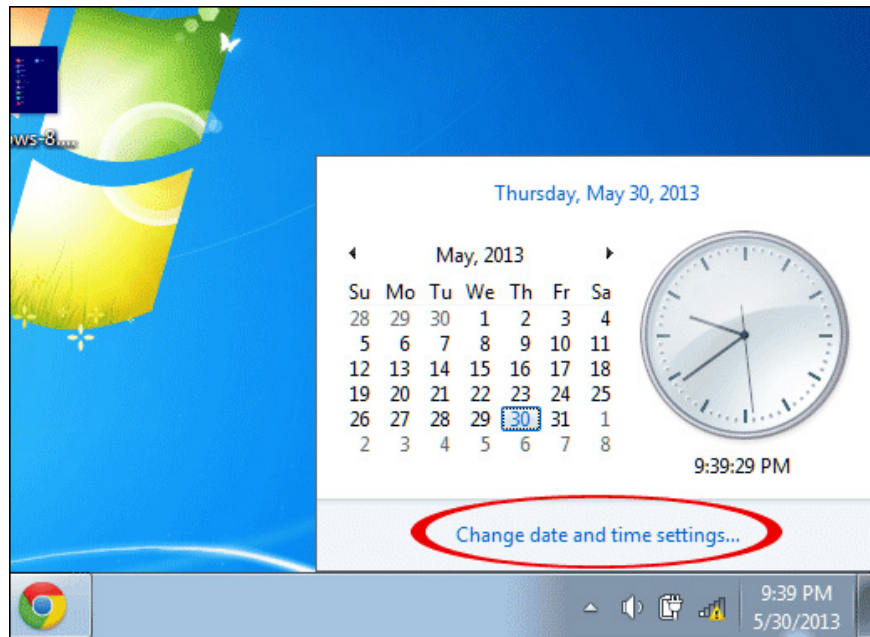 ws-8....
Thursday, May 30, 2013
May, 2013
Su Mo Tu We Th Fr Sa
28 29 30 1 2 3 4
5 6 7 8 9 10 11
12 13 14 15 16 17 18
19 20 21 22 23 24 25
26 27 28 29 30 31 1
2 3 4 5 6 7 8
9:39:29 PM
Change date and time settings...
9:39 PM
5/30/2013